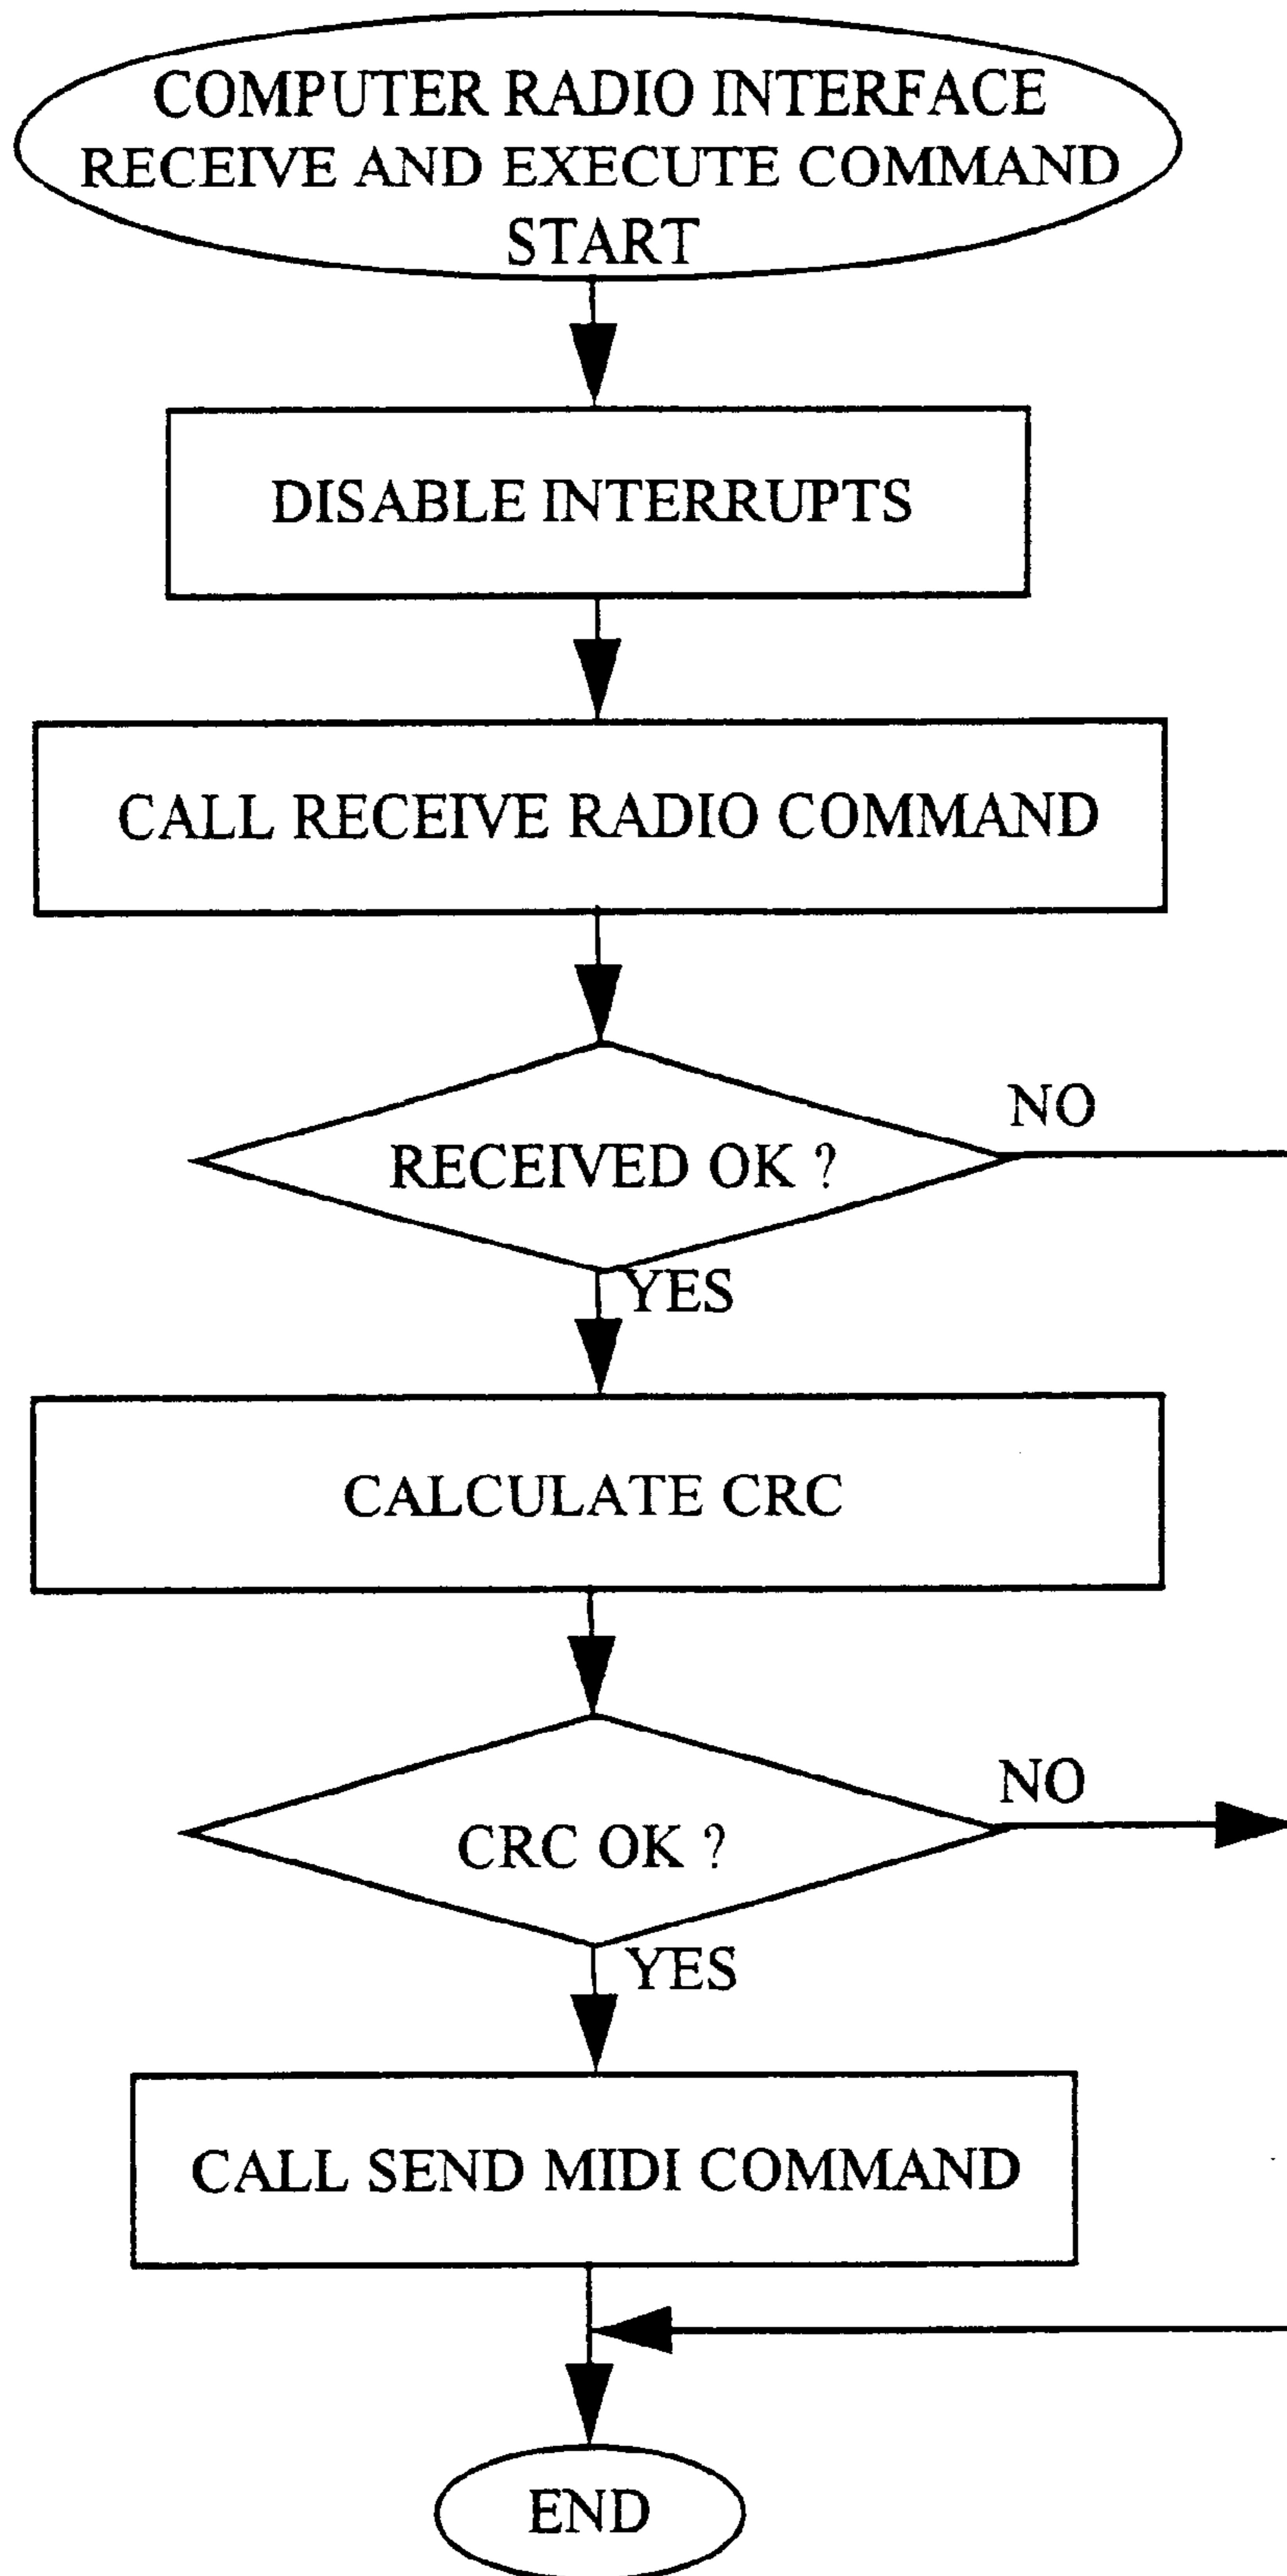 COMPUTER RADIO INTERFACE
RECEIVE AND EXECUTE COMMAND
START
DISABLE INTERRUPTS
CALL RECEIVE RADIO COMMAND
RECEIVED OK ?
NO
YES
CALCULATE CRC
CRC OK ?
NO
YES
CALL SEND MIDI COMMAND
END